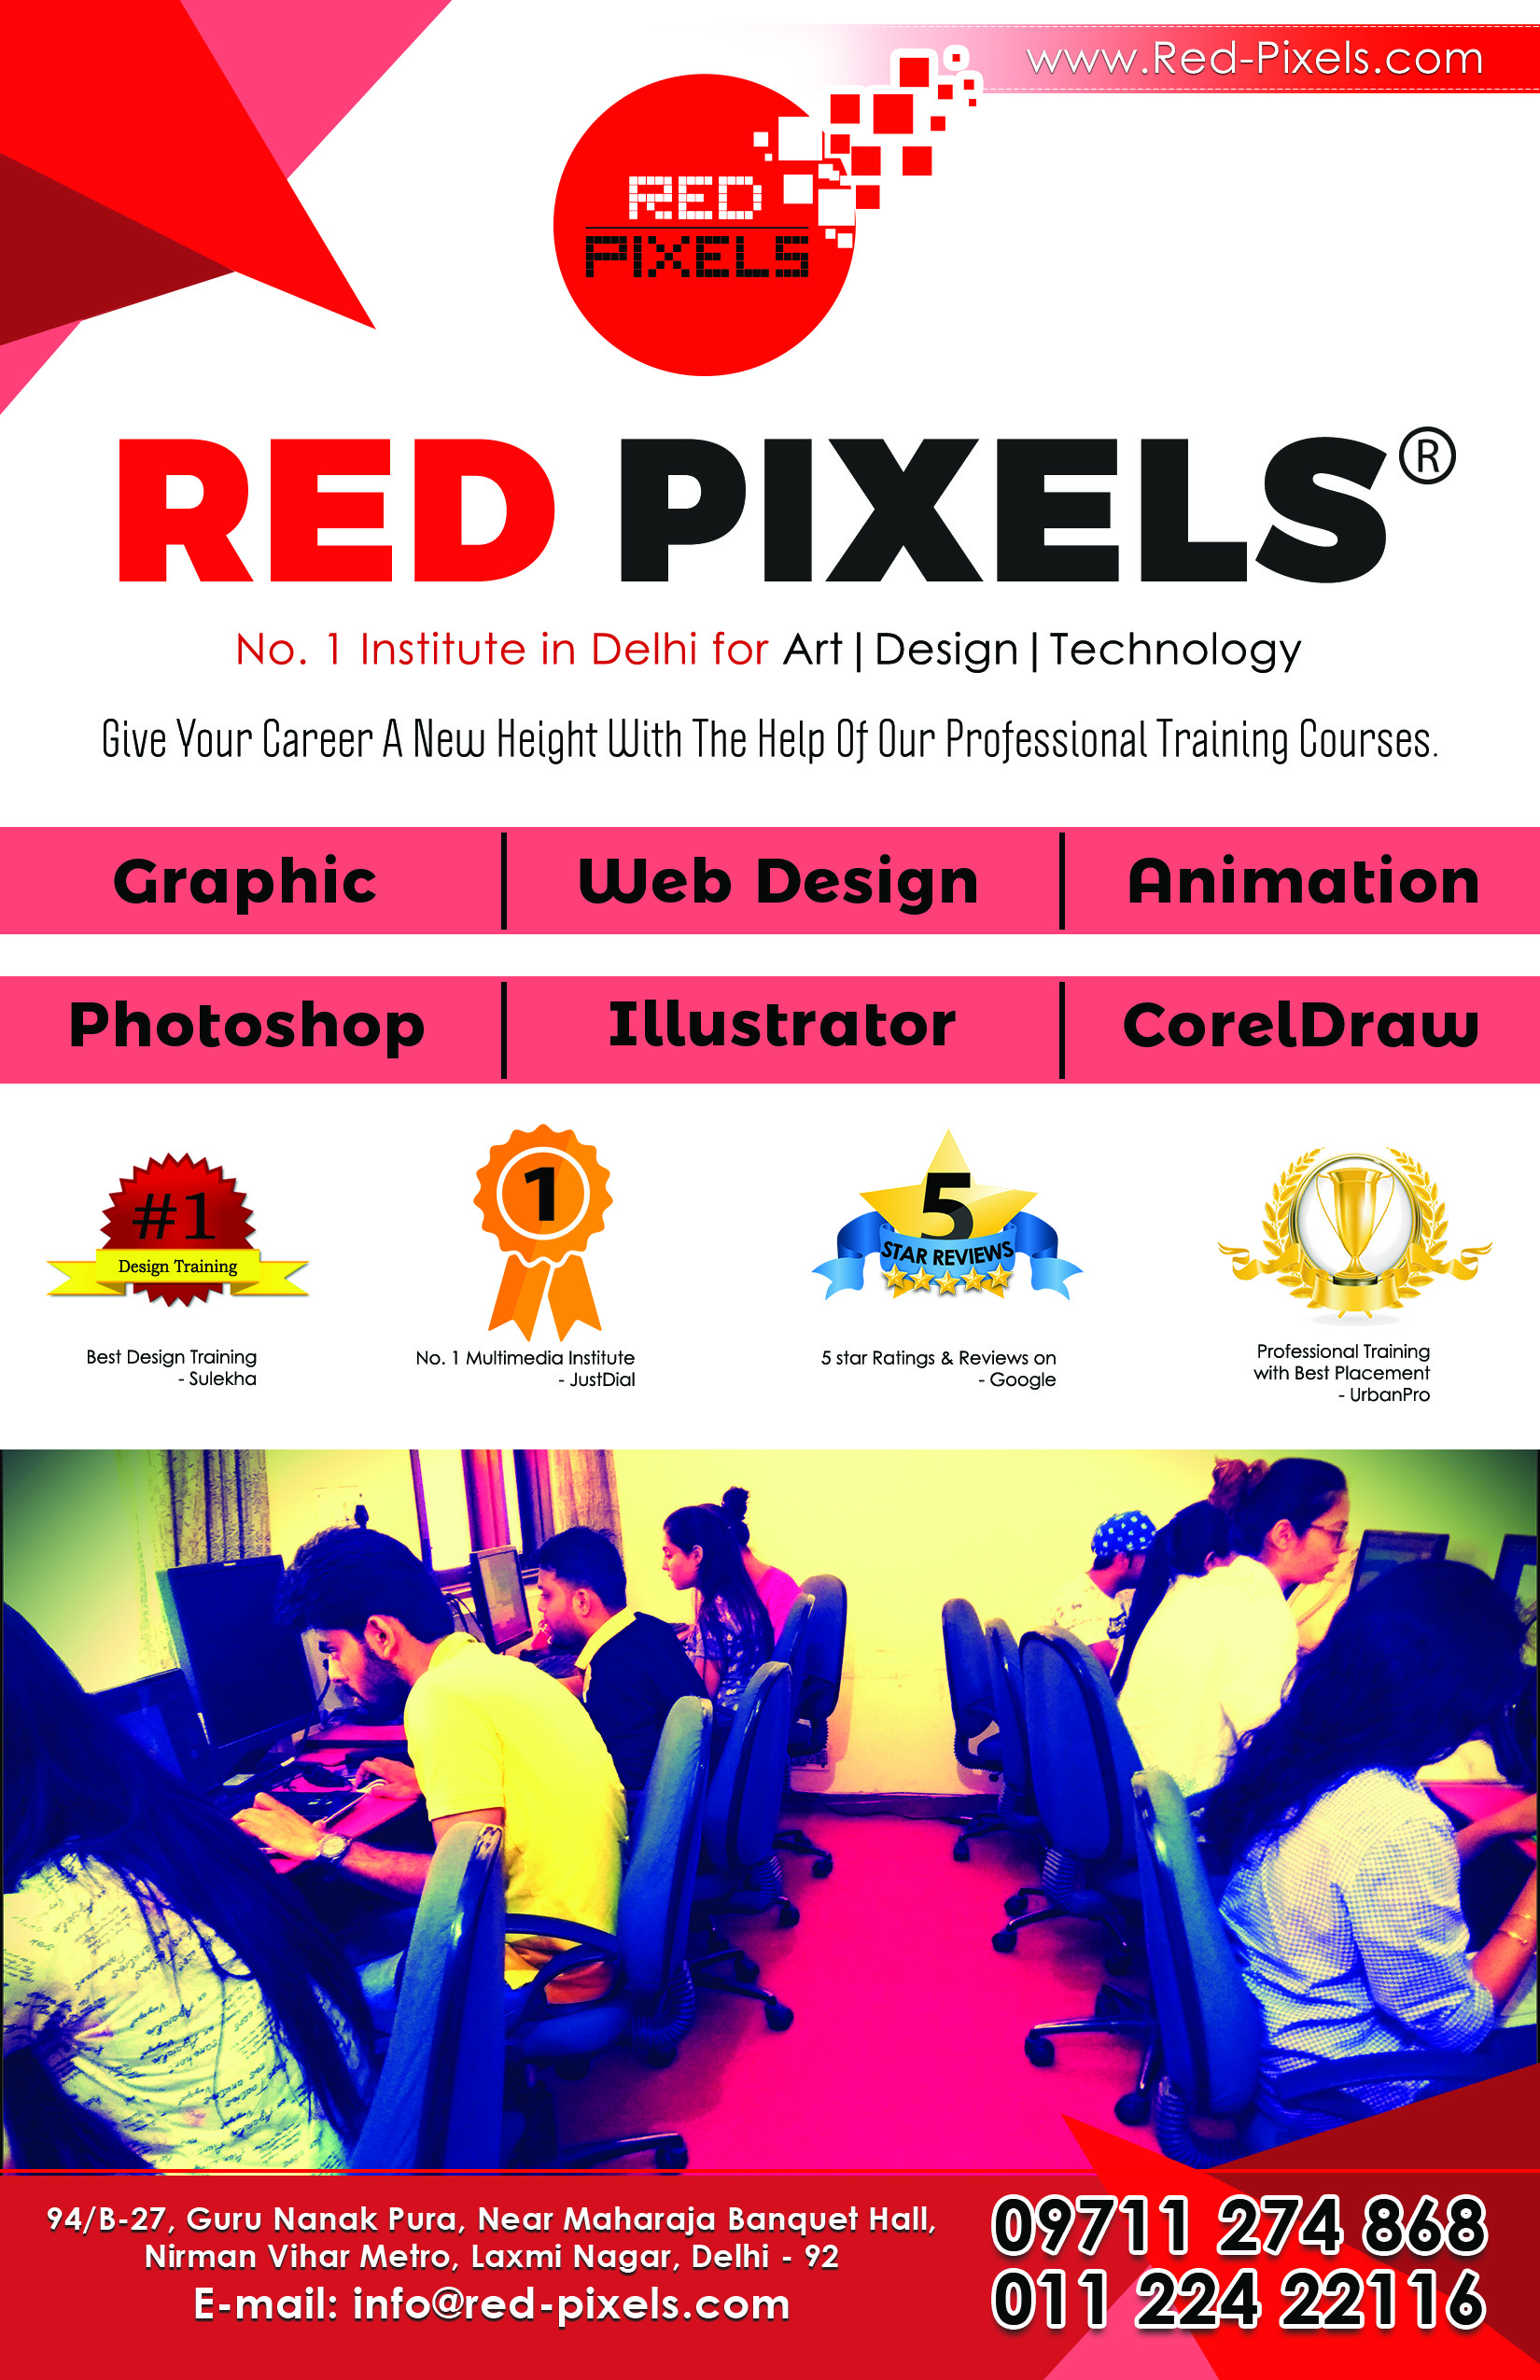 www.Red-Pixels.com
RED
PIXELS
RED PIXELS®
No. 1 Institute in Delhi for Art|Design|Technology
Give Your Career A New Height With The Help Of Our Professional Training Courses.
Graphic | Web Design | Animation
Photoshop | Illustrator | CorelDraw
#1
Design Training
Best Design Training
- Sulekha
1
No. 1 Multimedia Institute
- JustDial
5
STAR REVIEWS
5 star Ratings & Reviews on
- Google
Professional Training
with Best Placement
- UrbanPro
94/B-27, Guru Nanak Pura, Near Maharaja Banquet Hall,
Nirman Vihar Metro, Laxmi Nagar, Delhi - 92
E-mail: info@red-pixels.com
09711 274 868
011 224 22116